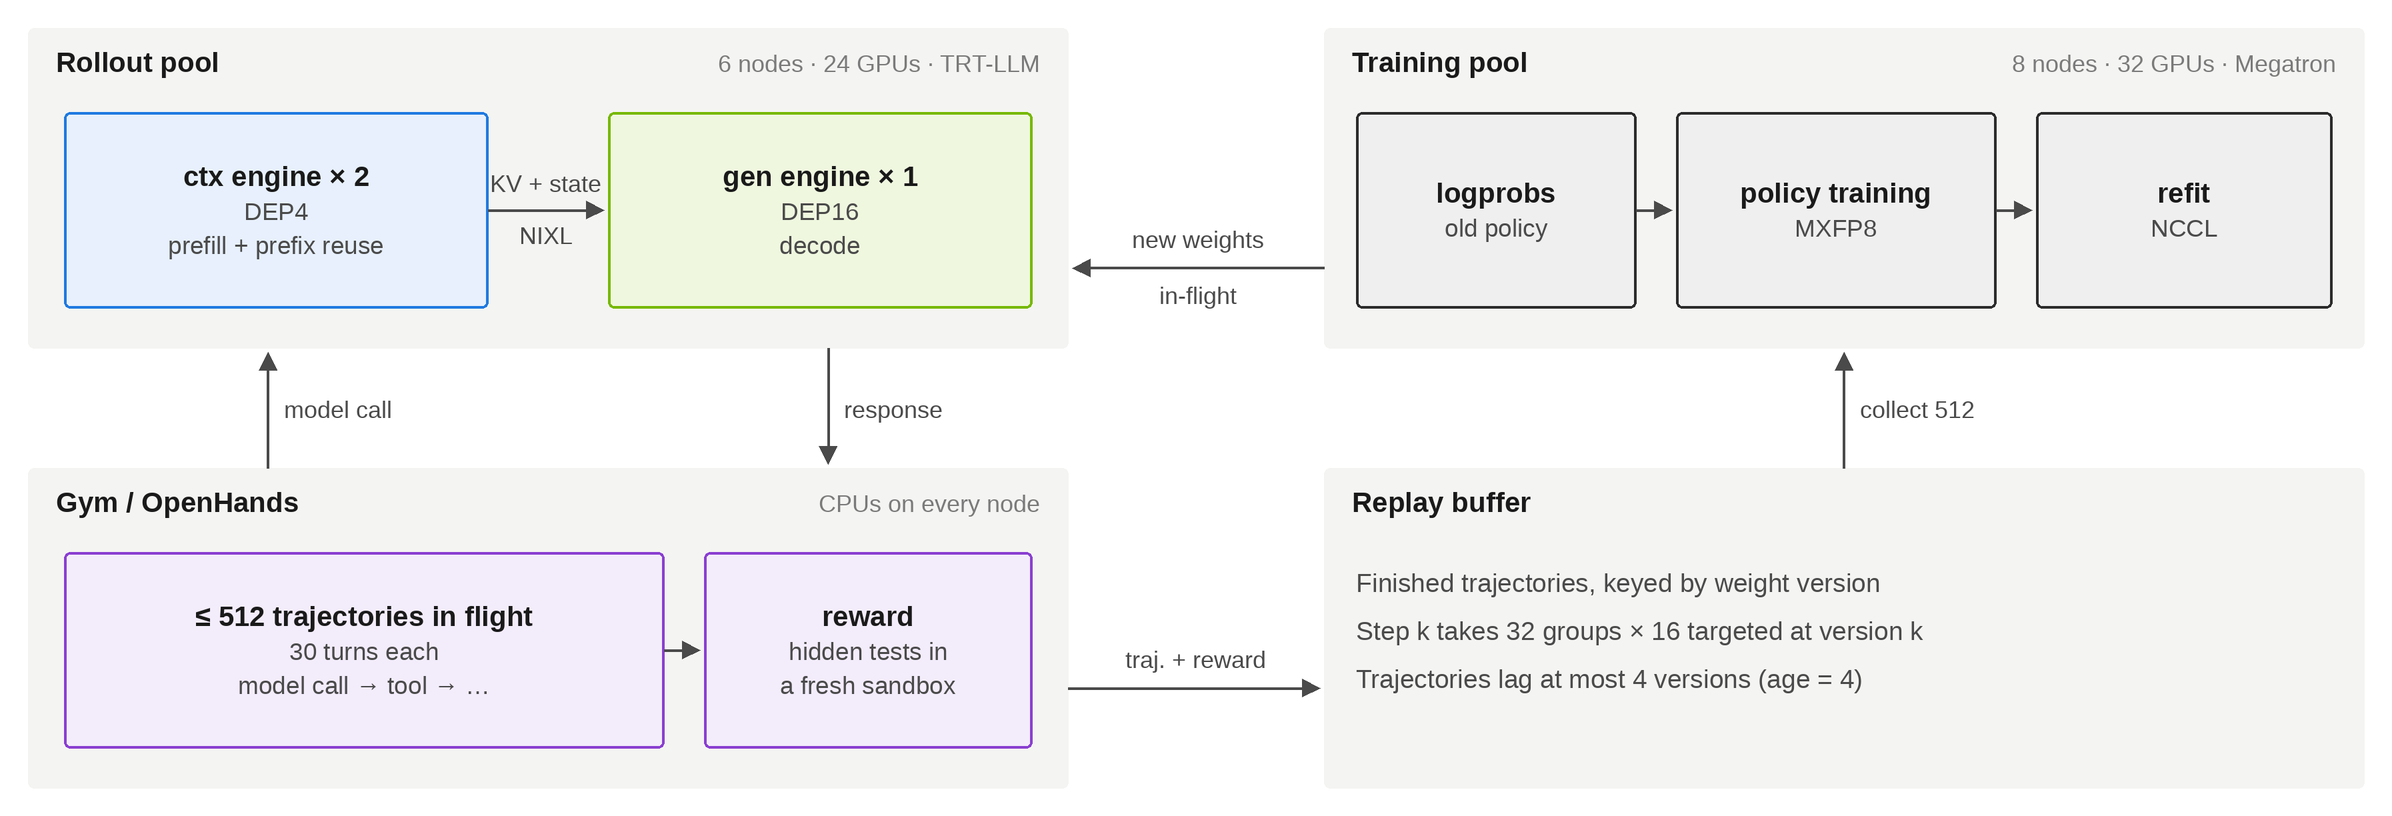 Rollout pool
6 nodes · 24 GPUs · TRT-LLM
ctx engine × 2
DEP4
prefill + prefix reuse
KV + state
NIXL
gen engine × 1
DEP16
decode
new weights
in-flight
Training pool
8 nodes · 32 GPUs · Megatron
logprobs
old policy
policy training
MXFP8
refit
NCCL
model call
response
collect 512
Gym / OpenHands
CPUs on every node
≤ 512 trajectories in flight
30 turns each
model call → tool → …
reward
hidden tests in
a fresh sandbox
traj. + reward
Replay buffer
Finished trajectories, keyed by weight version
Step k takes 32 groups × 16 targeted at version k
Trajectories lag at most 4 versions (age = 4)